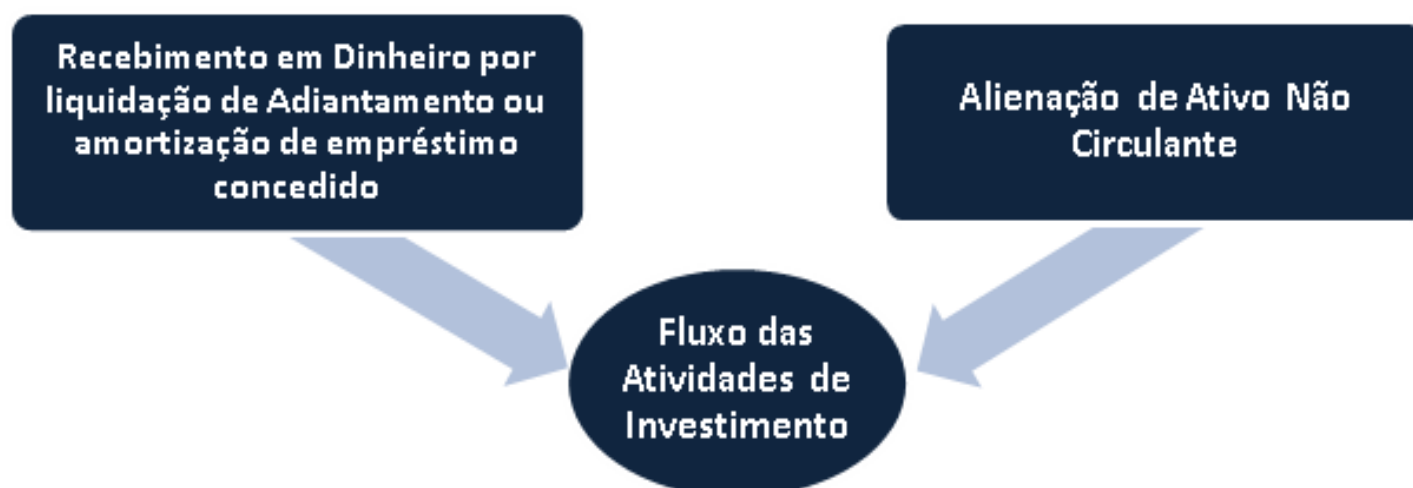 Recebimento em Dinheiro por
liquidação de Adiantamento ou
amortização de empréstimo
concedido
Alienação de Ativo Não
Circulante
Fluxo das
Atividades de
Investimento